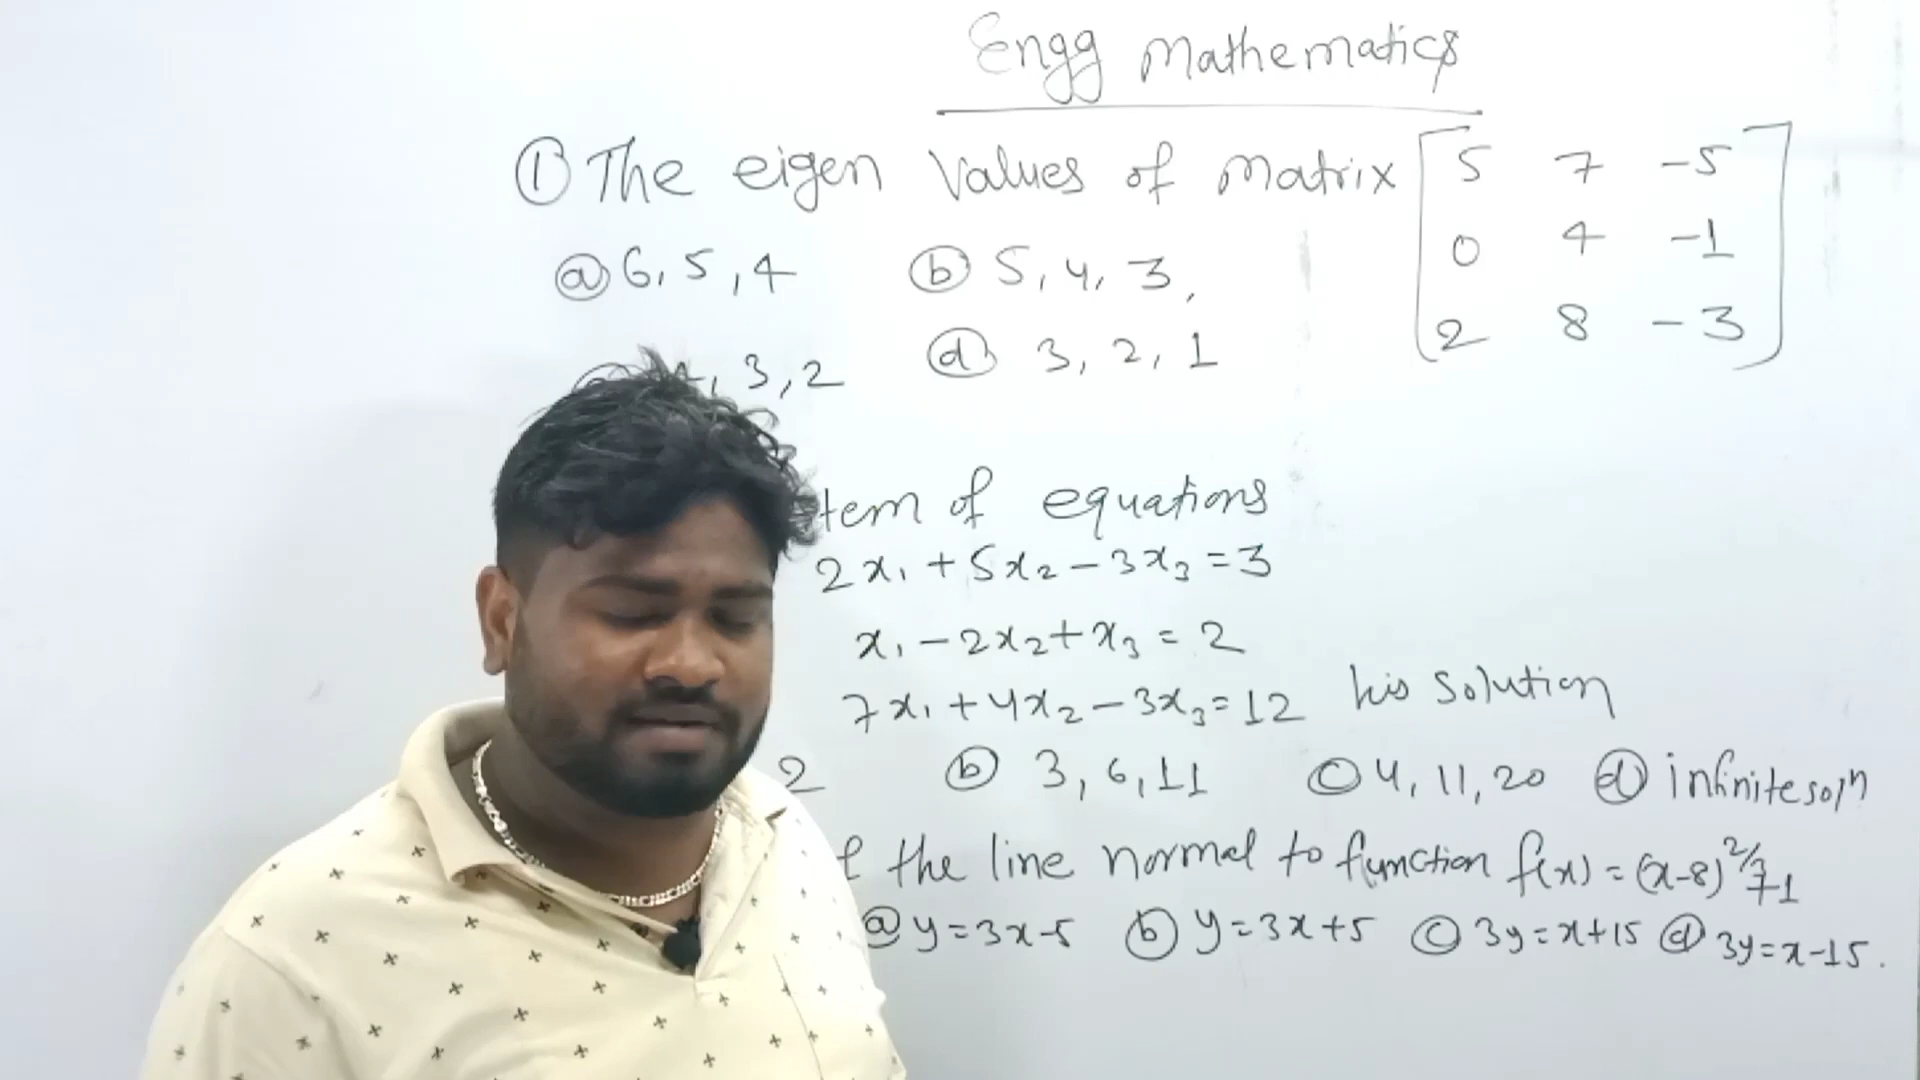 Engg Mathematics
① The eigen Values of Matrix [5 7 -5
0 4 -1
2 8 -3]
ⓐ 6, 5, 4 ⓑ 5, 4, 3,
, 3, 2 ⓓ 3, 2, 1
of equations
2x₁ + 5x₂ - 3x₃ = 3
x₁ - 2x₂ + x₃ = 2
7x₁ + 4x₂ - 3x₃ = 12 his solution
2 ⓑ 3, 6, 11 ⓒ 4, 11, 20 ⓓ infinite solⁿ
the line normal to function f(x) = (x-8)^2/3 + 1
ⓐ y = 3x-5 ⓑ y = 3x+5 ⓒ 3y = x+15 ⓓ 3y = x-15.